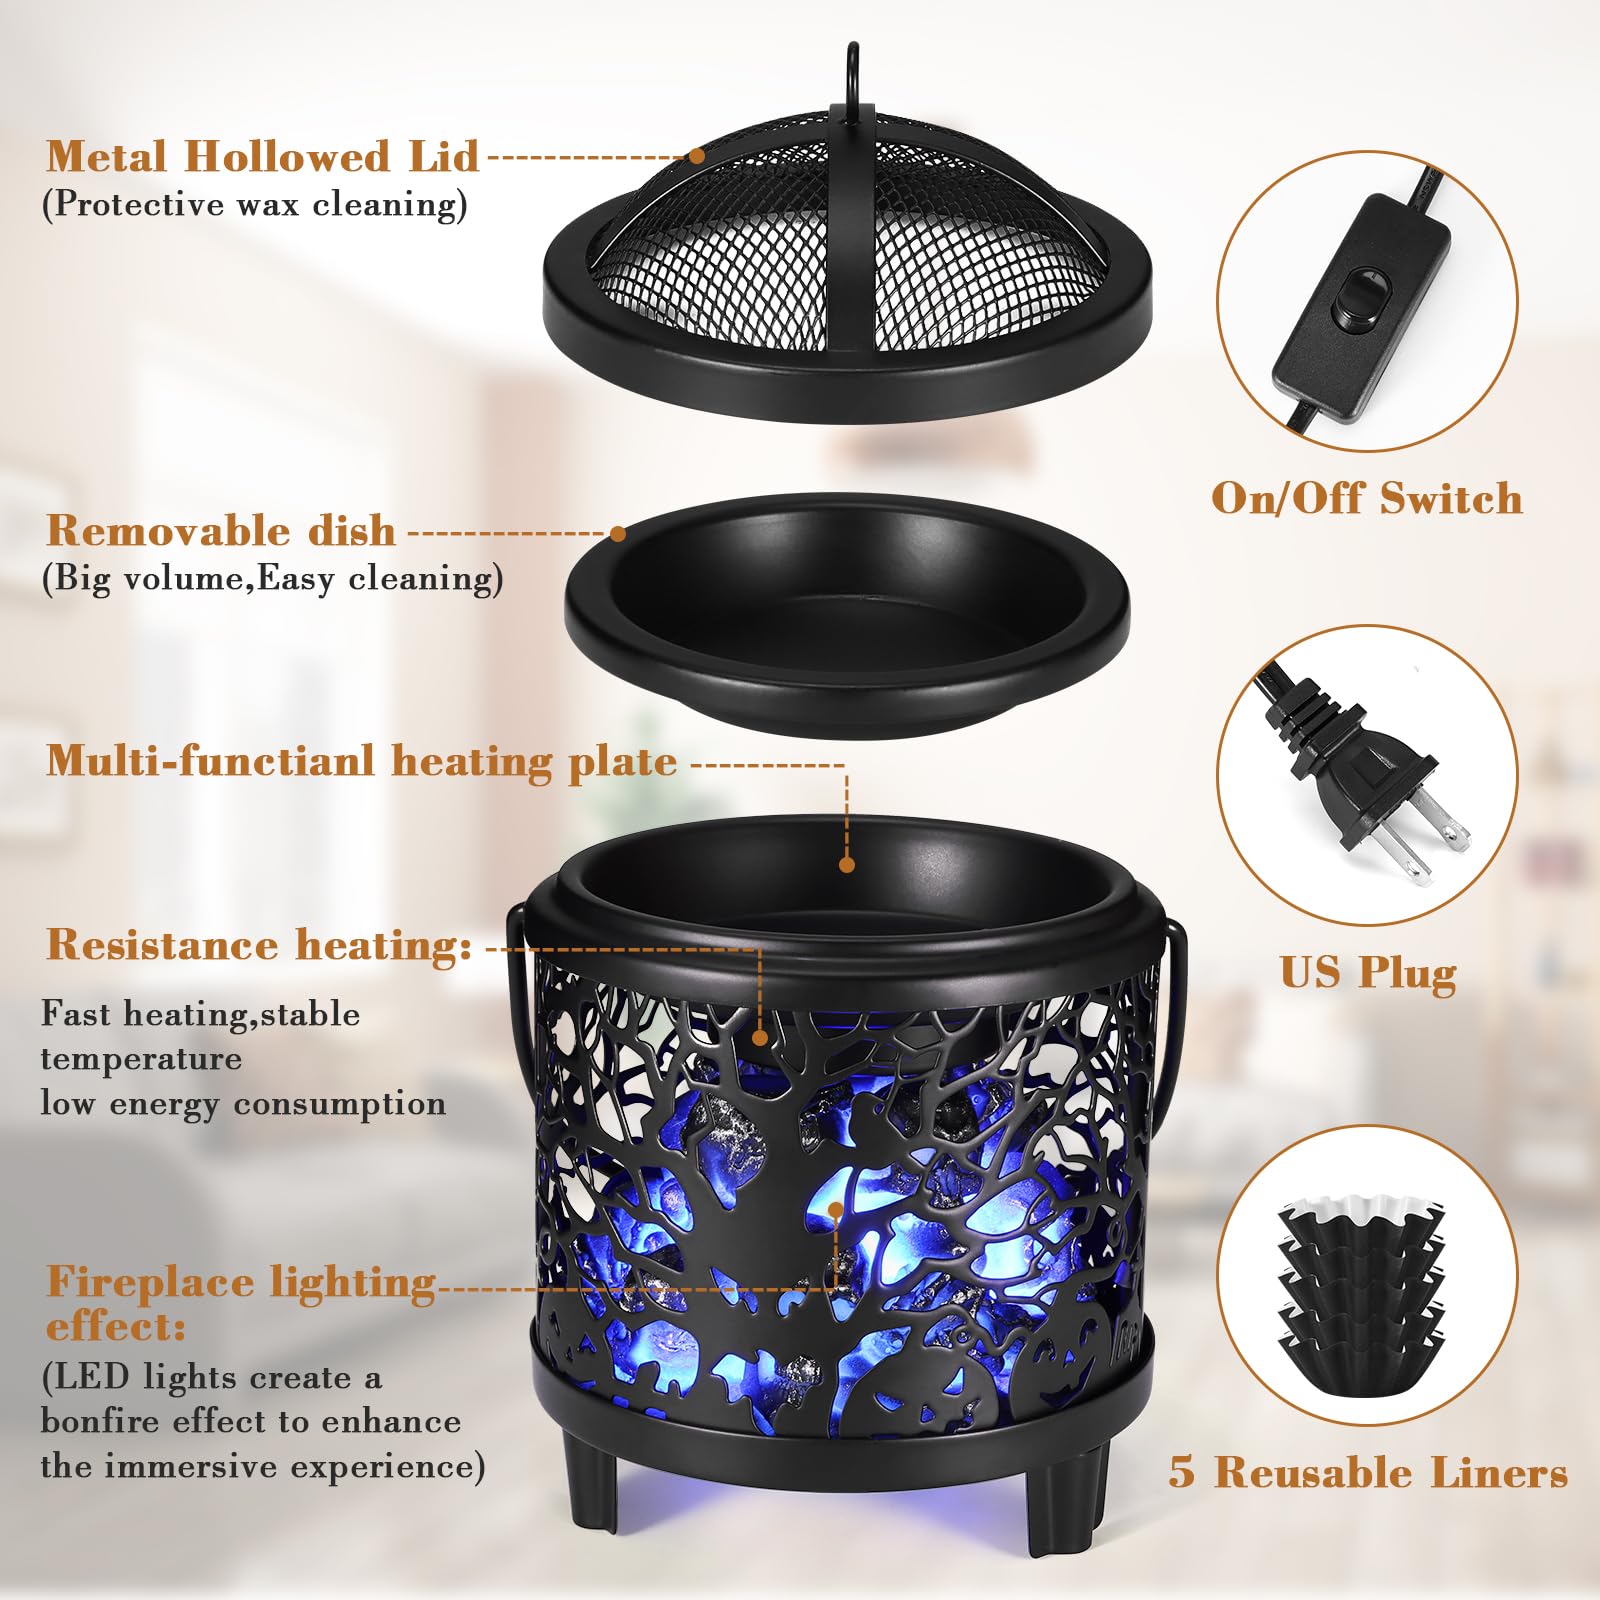 Metal Hollowed Lid
(Protective wax cleaning)
On/Off Switch
Removable dish
(Big volume,Easy cleaning)
Multi-functianl heating plate
Resistance heating:
Fast heating,stable
temperature
low energy consumption
US Plug
Fireplace lighting
effect:
(LED lights create a
bonfire effect to enhance
the immersive experience)
5 Reusable Liners